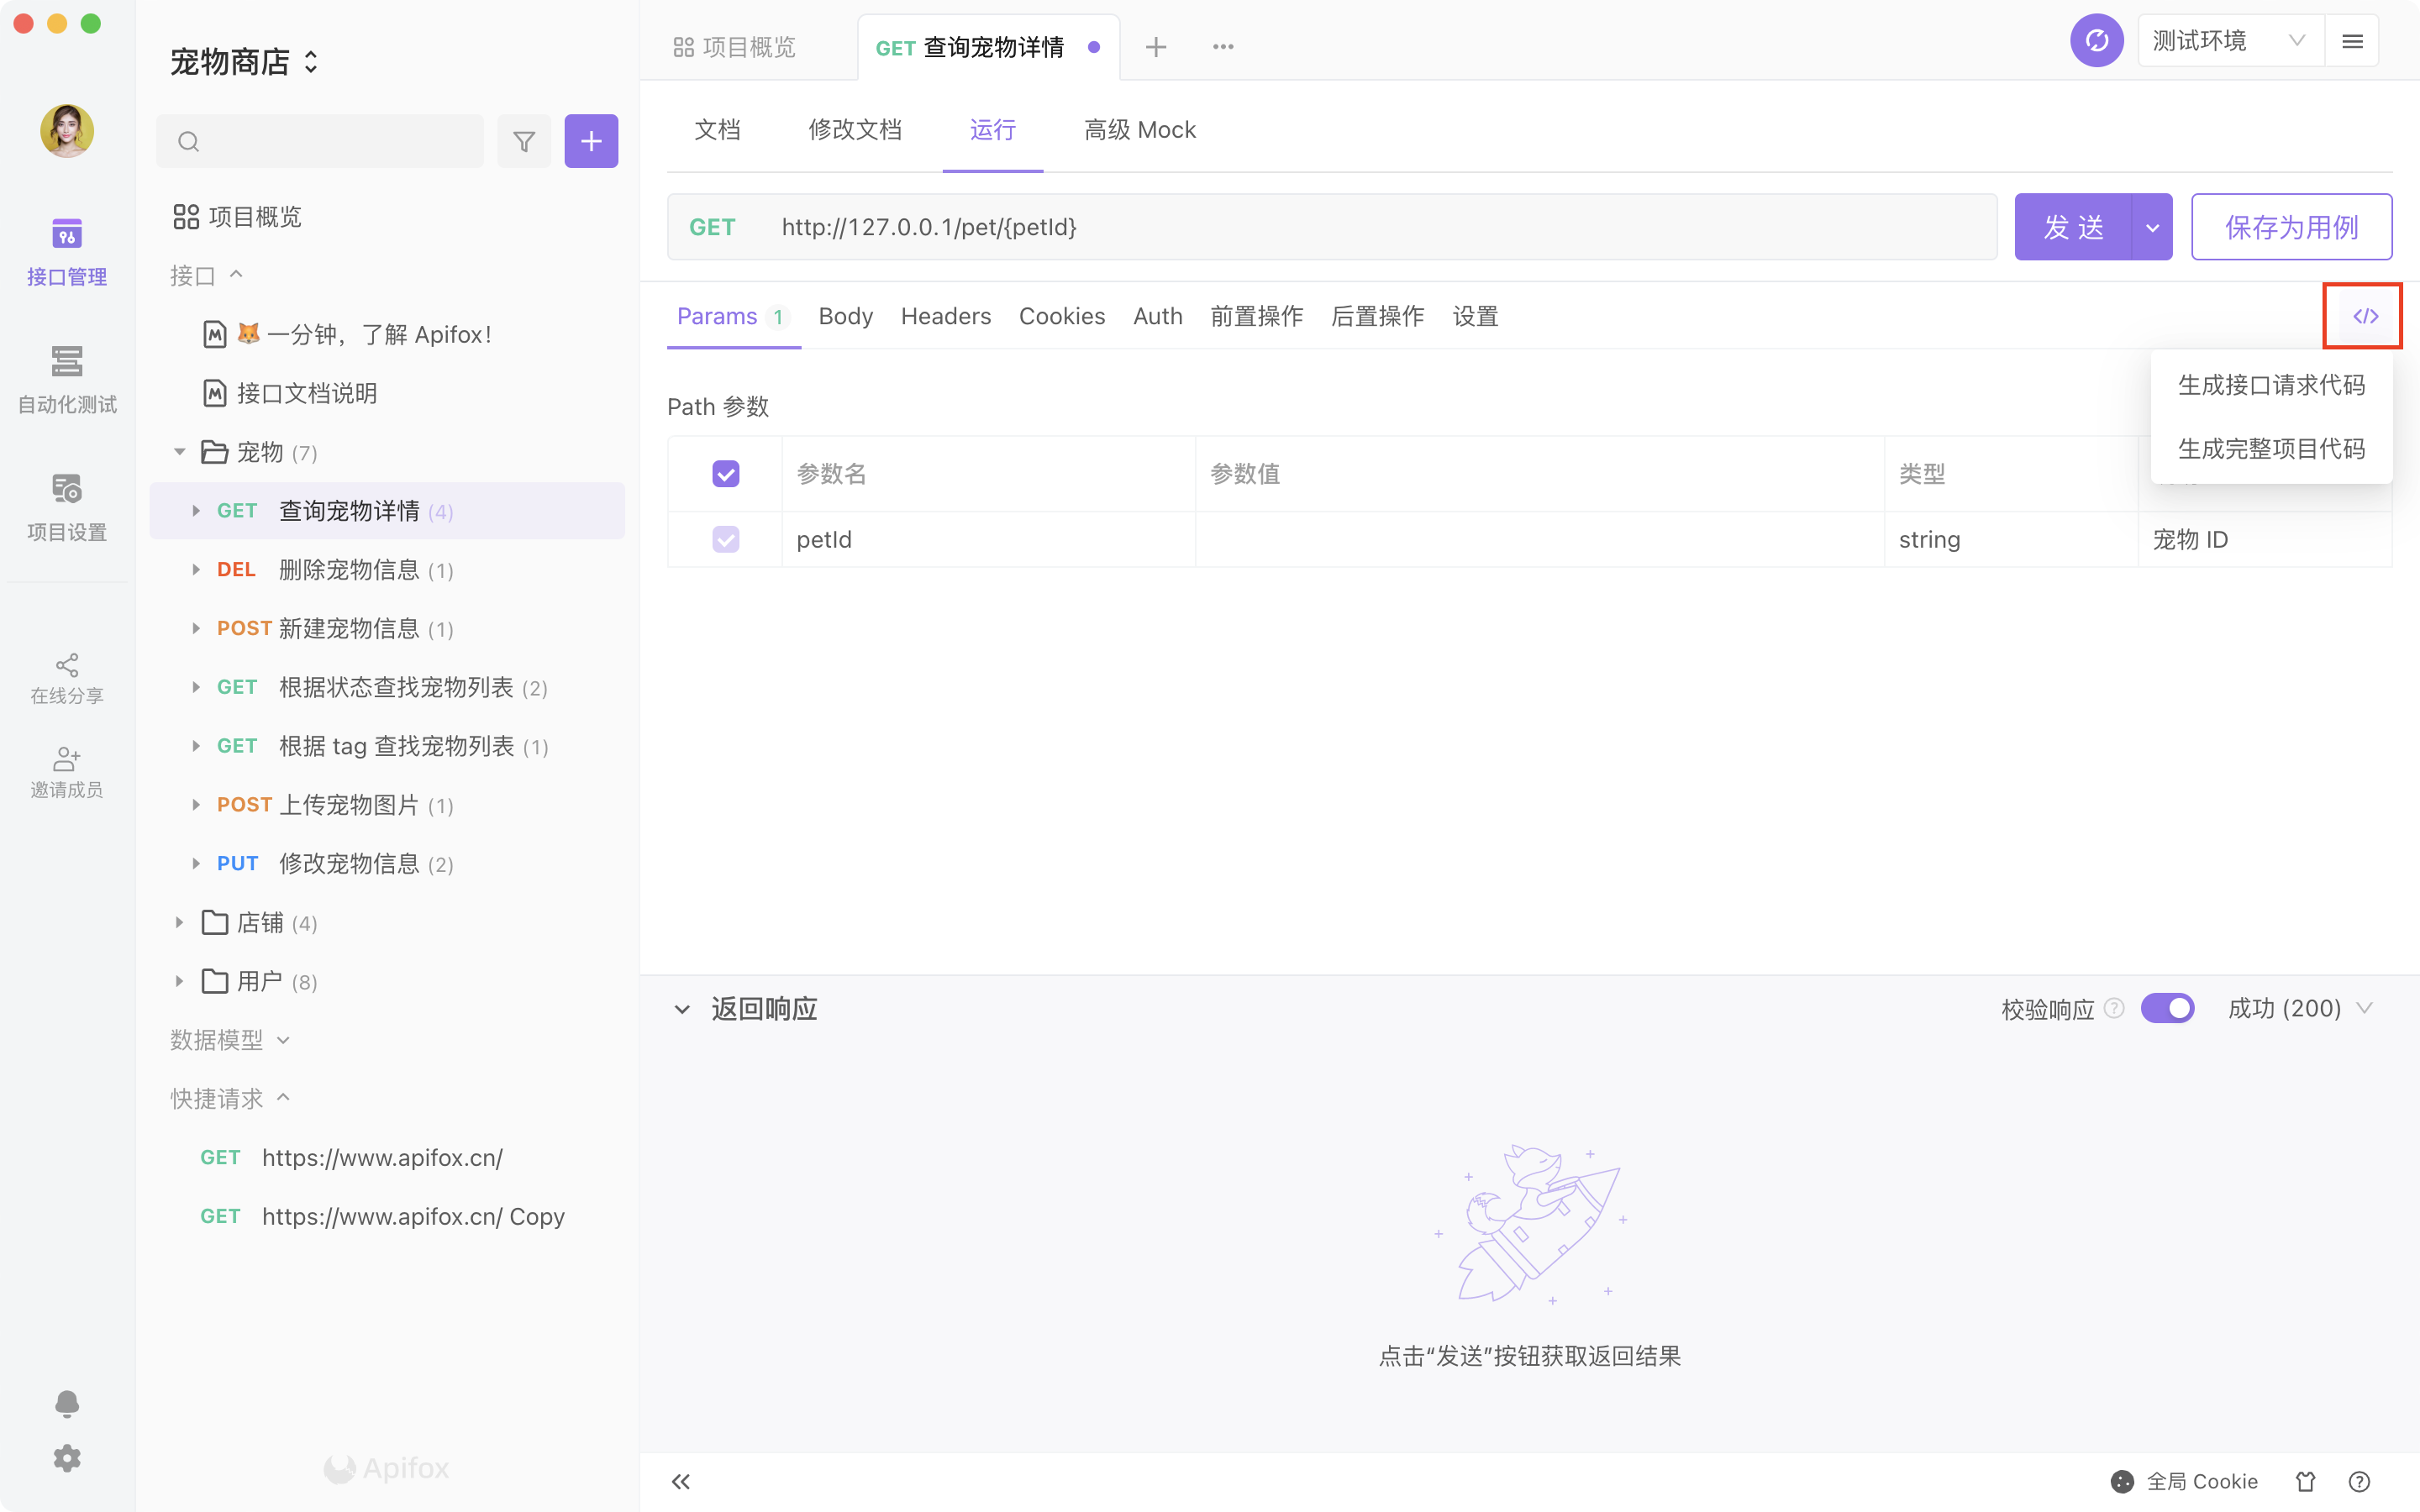 宠物商店
接口管理
自动化测试
项目设置
在线分享
邀请成员
项目概览
接口
一分钟，了解 Apifox！
接口文档说明
宠物 (7)
GET 查询宠物详情 (4)
DEL 删除宠物信息 (1)
POST 新建宠物信息 (1)
GET 根据状态查找宠物列表 (2)
GET 根据 tag 查找宠物列表 (1)
POST 上传宠物图片 (1)
PUT 修改宠物信息 (2)
店铺 (4)
用户 (8)
数据模型
快捷请求
GET https://www.apifox.cn/
GET https://www.apifox.cn/ Copy
Apifox
项目概览 GET 查询宠物详情 测试环境
文档 修改文档 运行 高级 Mock
GET http://127.0.0.1/pet/{petId} 发送 保存为用例
Params 1 Body Headers Cookies Auth 前置操作 后置操作 设置 </>
生成接口请求代码
生成完整项目代码
Path 参数
参数名 参数值 类型
petId string 宠物 ID
返回响应 校验响应 成功 (200)
点击“发送”按钮获取返回结果
全局 Cookie